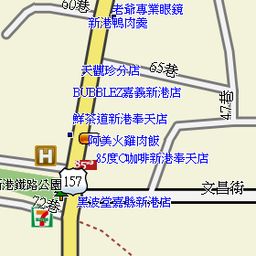 老爺專業眼鏡
60巷
新港鴨肉羹
天觀珍分店
65巷
BUBBLEZ嘉義新港店
47巷
鮮茶道新港奉天店
阿美火雞肉飯
H
85度C咖啡新港奉天店
新港鐵路公園
157
文昌街
72巷
黑波堂嘉縣新港店
7